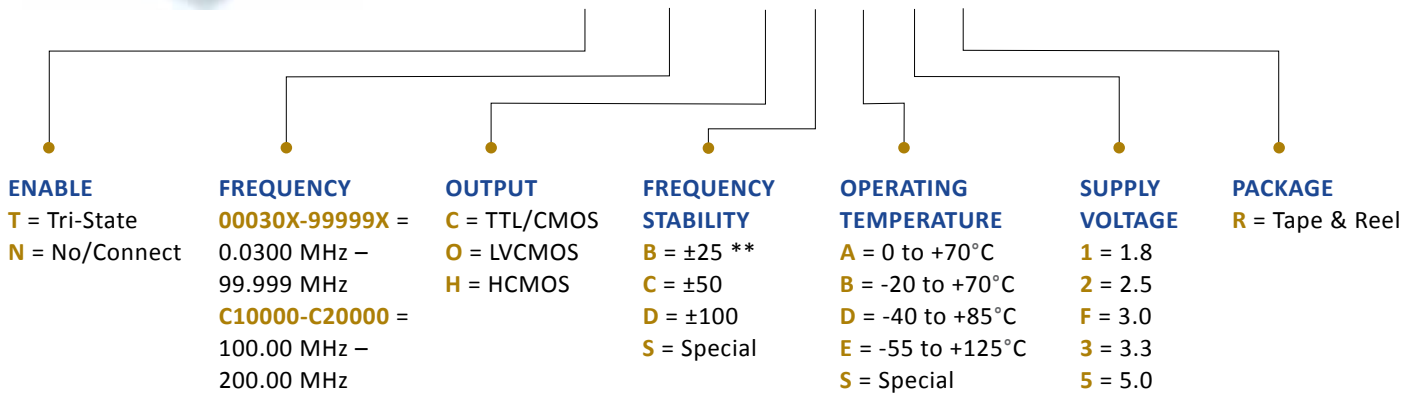 ENABLE
T = Tri-State
N = No/Connect
FREQUENCY
00030X-99999X =
0.0300 MHz –
99.999 MHz
C10000-C20000 =
100.00 MHz –
200.00 MHz
OUTPUT
C = TTL/CMOS
O = LVCMOS
H = HCMOS
FREQUENCY
STABILITY
B = ±25 **
C = ±50
D = ±100
S = Special
OPERATING
TEMPERATURE
A = 0 to +70°C
B = -20 to +70°C
D = -40 to +85°C
E = -55 to +125°C
S = Special
SUPPLY
VOLTAGE
1 = 1.8
2 = 2.5
F = 3.0
3 = 3.3
5 = 5.0
PACKAGE
R = Tape & Reel